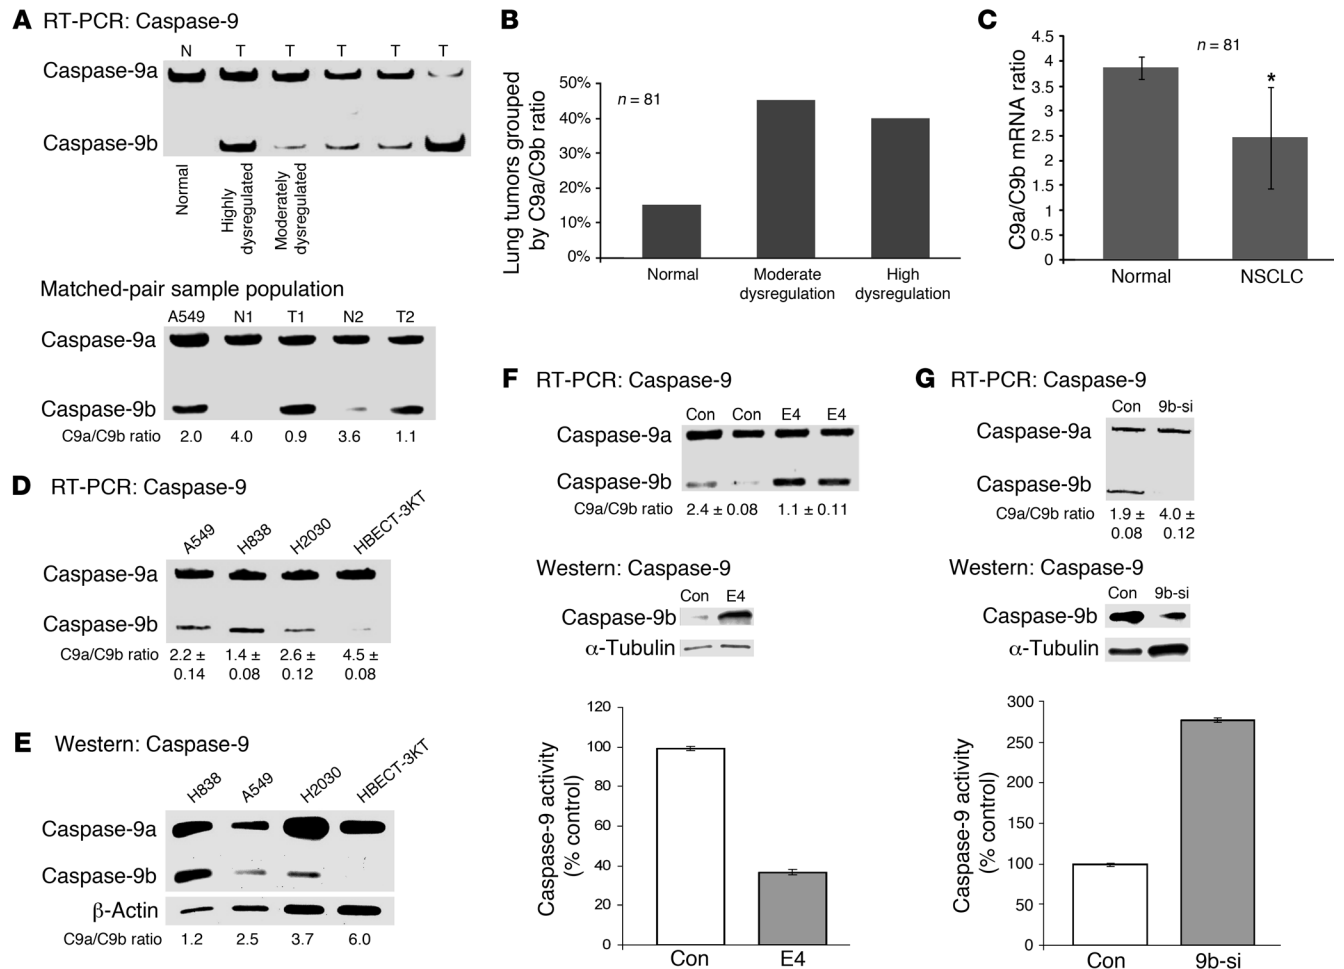 A RT-PCR: Caspase-9
N T T T T T
Caspase-9a
Caspase-9b
Normal
Highly
dysregulated
Moderately
dysregulated
Matched-pair sample population
A549 N1 T1 N2 T2
Caspase-9a
Caspase-9b
C9a/C9b ratio 2.0 4.0 0.9 3.6 1.1
B
Lung tumors grouped
by C9a/C9b ratio
50%
40%
30%
20%
10%
0%
n = 81
Normal
Moderate
dysregulation
High
dysregulation
C
C9a/C9b mRNA ratio
4.5
4
3.5
3
2.5
2
1.5
1
0.5
0
n = 81
*
Normal NSCLC
D RT-PCR: Caspase-9
A549 H838 H2030 HBECT-3KT
Caspase-9a
Caspase-9b
C9a/C9b ratio 2.2 ± 1.4 ± 2.6 ± 4.5 ±
0.14 0.08 0.12 0.08
E Western: Caspase-9
H838 A549 H2030 HBECT-3KT
Caspase-9a
Caspase-9b
β-Actin
C9a/C9b ratio 1.2 2.5 3.7 6.0
F RT-PCR: Caspase-9
Con Con E4 E4
Caspase-9a
Caspase-9b
C9a/C9b ratio 2.4 ± 0.08 1.1 ± 0.11
Western: Caspase-9
Con E4
Caspase-9b
α-Tubulin
Caspase-9 activity
(% control)
120
100
80
60
40
20
0
Con E4
G RT-PCR: Caspase-9
Con 9b-si
Caspase-9a
Caspase-9b
C9a/C9b ratio 1.9 ± 4.0 ±
0.08 0.12
Western: Caspase-9
Con 9b-si
Caspase-9b
α-Tubulin
Caspase-9 activity
(% control)
300
250
200
150
100
50
0
Con 9b-si